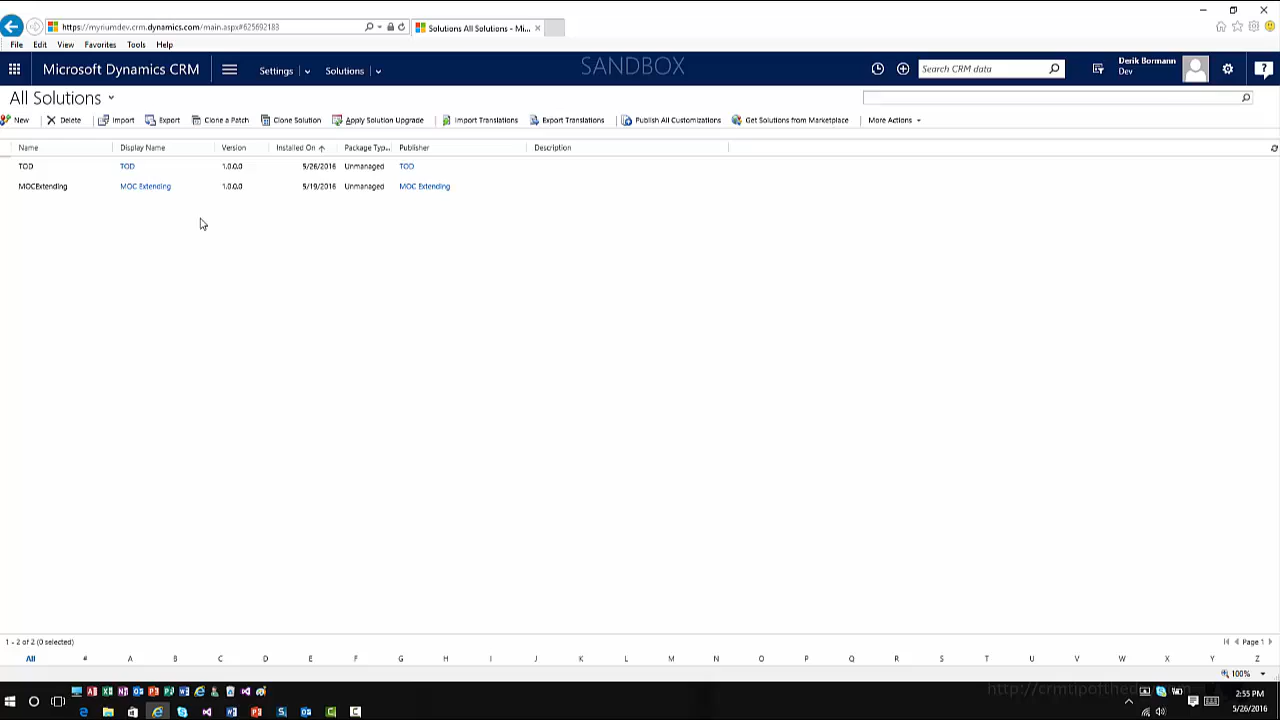 https://myriumdev.crm.dynamics.com/main.aspx#625692183
Solutions All Solutions - Mi...
File Edit View Favorites Tools Help
Microsoft Dynamics CRM Settings Solutions SANDBOX Search CRM data Derik Bormann
Dev
All Solutions
New Delete Import Export Clone a Patch Clone Solution Apply Solution Upgrade Import Translations Export Translations Publish All Customizations Get Solutions from Marketplace More Actions
Name Display Name Version Installed On Package Typ... Publisher Description
TOD TOD 1.0.0.0 5/26/2016 Unmanaged TOD
MOCExtending MOC Extending 1.0.0.0 5/19/2016 Unmanaged MOC Extending
1 - 2 of 2 (0 selected) Page 1
All # A B C D E F G H I J K L M N O P Q R S T U V W X Y Z
100%
2:55 PM
5/26/2016